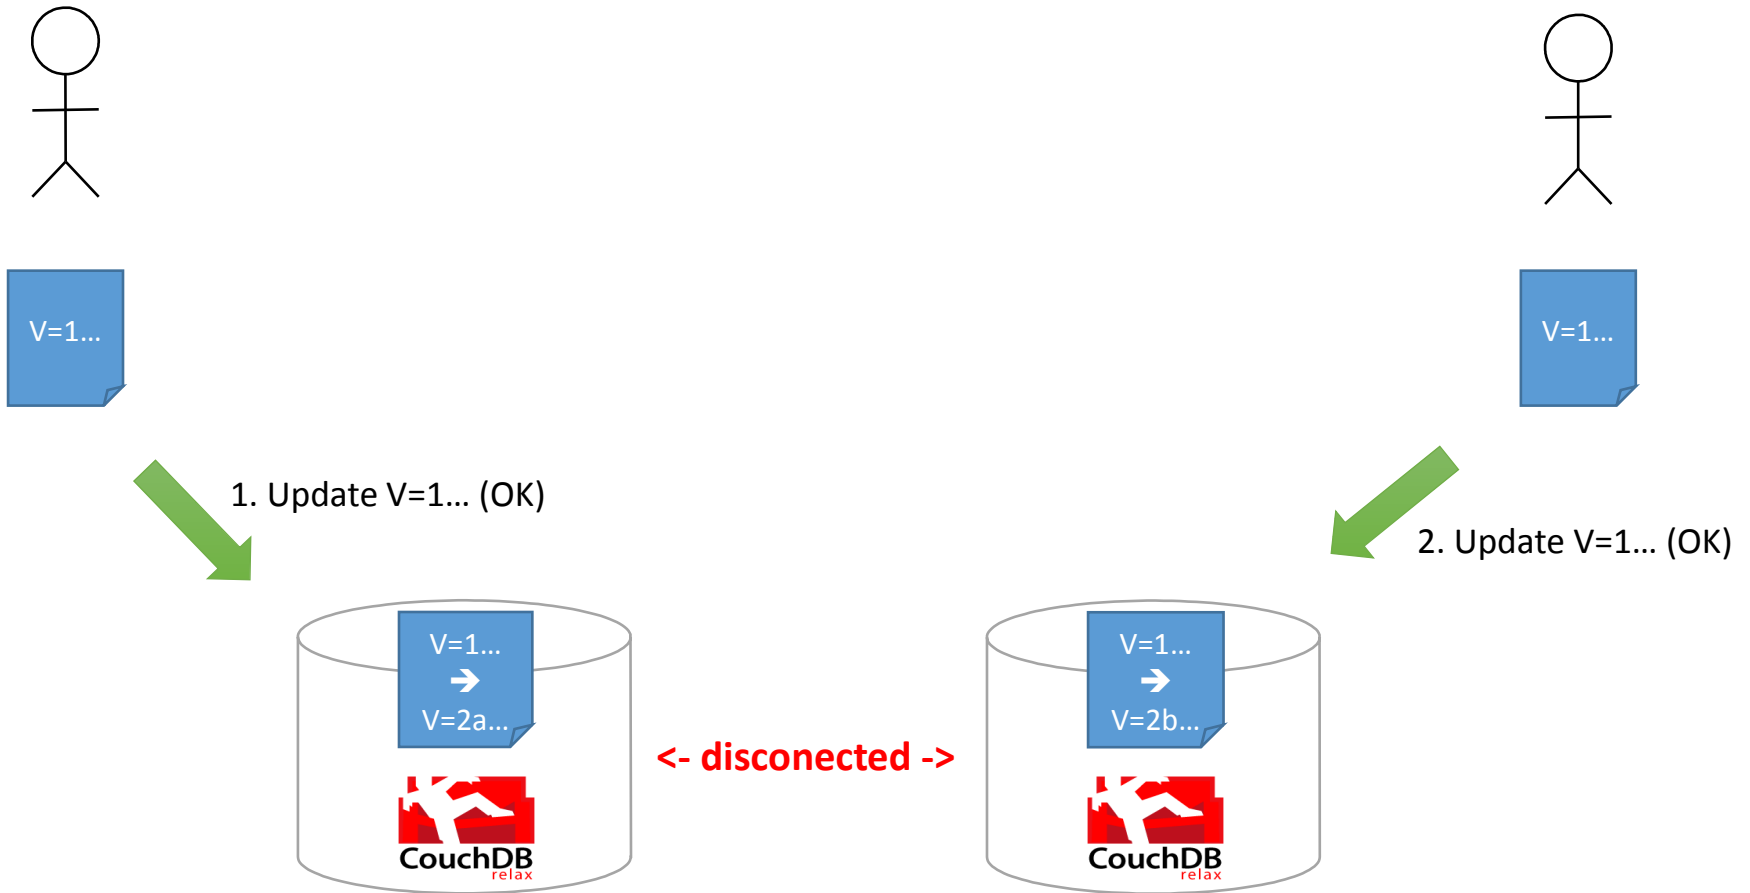 V=1...
V=1...
1. Update V=1... (OK)
2. Update V=1... (OK)
V=1...
➔
V=2a...
V=1...
➔
V=2b...
<- disconected ->
CouchDB
relax
CouchDB
relax